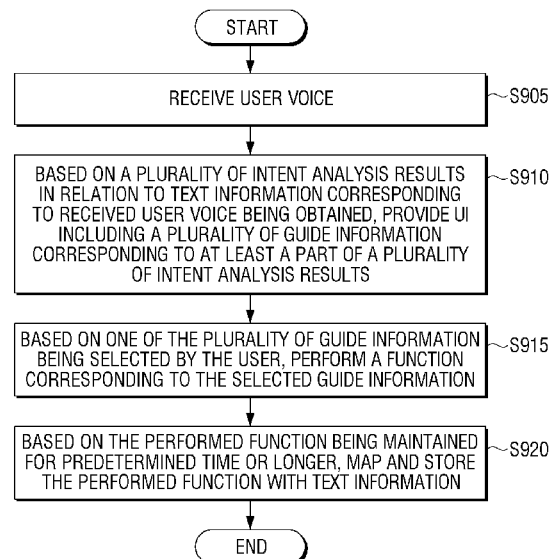 START
RECEIVE USER VOICE
S905
BASED ON A PLURALITY OF INTENT ANALYSIS RESULTS
IN RELATION TO TEXT INFORMATION CORRESPONDING
TO RECEIVED USER VOICE BEING OBTAINED, PROVIDE UI
INCLUDING A PLURALITY OF GUIDE INFORMATION
CORRESPONDING TO AT LEAST A PART OF A PLURALITY
OF INTENT ANALYSIS RESULTS
S910
BASED ON ONE OF THE PLURALITY OF GUIDE INFORMATION
BEING SELECTED BY THE USER, PERFORM A FUNCTION
CORRESPONDING TO THE SELECTED GUIDE INFORMATION
S915
BASED ON THE PERFORMED FUNCTION BEING MAINTAINED
FOR PREDETERMINED TIME OR LONGER, MAP AND STORE
THE PERFORMED FUNCTION WITH TEXT INFORMATION
S920
END